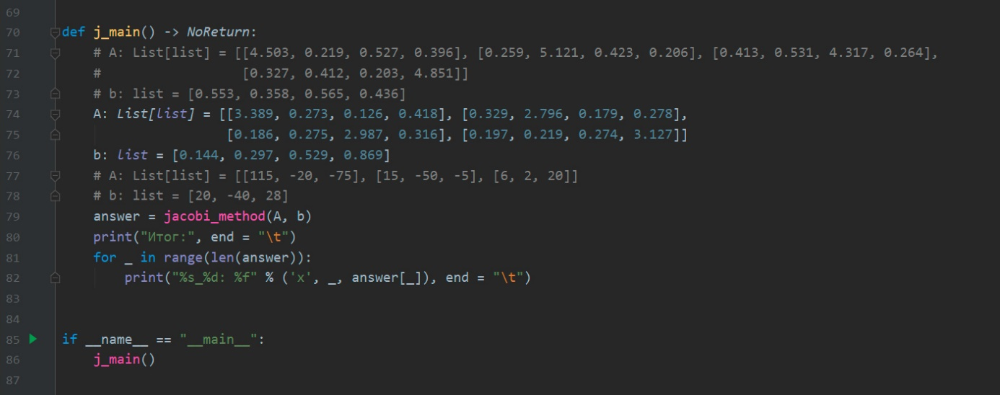 69
70 def j_main() -> NoReturn:
71 # A: List[list] = [[4.503, 0.219, 0.527, 0.396], [0.259, 5.121, 0.423, 0.206], [0.413, 0.531, 4.317, 0.264],
72 #                  [0.327, 0.412, 0.203, 4.851]]
73 # b: list = [0.553, 0.358, 0.565, 0.436]
74 A: List[list] = [[3.389, 0.273, 0.126, 0.418], [0.329, 2.796, 0.179, 0.278],
75                  [0.186, 0.275, 2.987, 0.316], [0.197, 0.219, 0.274, 3.127]]
76 b: list = [0.144, 0.297, 0.529, 0.869]
77 # A: List[list] = [[115, -20, -75], [15, -50, -5], [6, 2, 20]]
78 # b: list = [20, -40, 28]
79 answer = jacobi_method(A, b)
80 print("Итог:", end = "\t")
81 for _ in range(len(answer)):
82     print("%s_%d: %f" % ('x', _, answer[_]), end = "\t")
83
84
85 if __name__ == "__main__":
86     j_main()
87